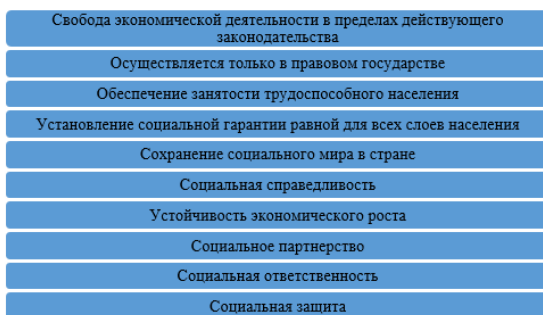 Свобода экономической деятельности в пределах действующего
законодательства
Осуществляется только в правовом государстве
Обеспечение занятости трудоспособного населения
Установление социальной гарантии равной для всех слоев населения
Сохранение социального мира в стране
Социальная справедливость
Устойчивость экономического роста
Социальное партнерство
Социальная ответственность
Социальная защита